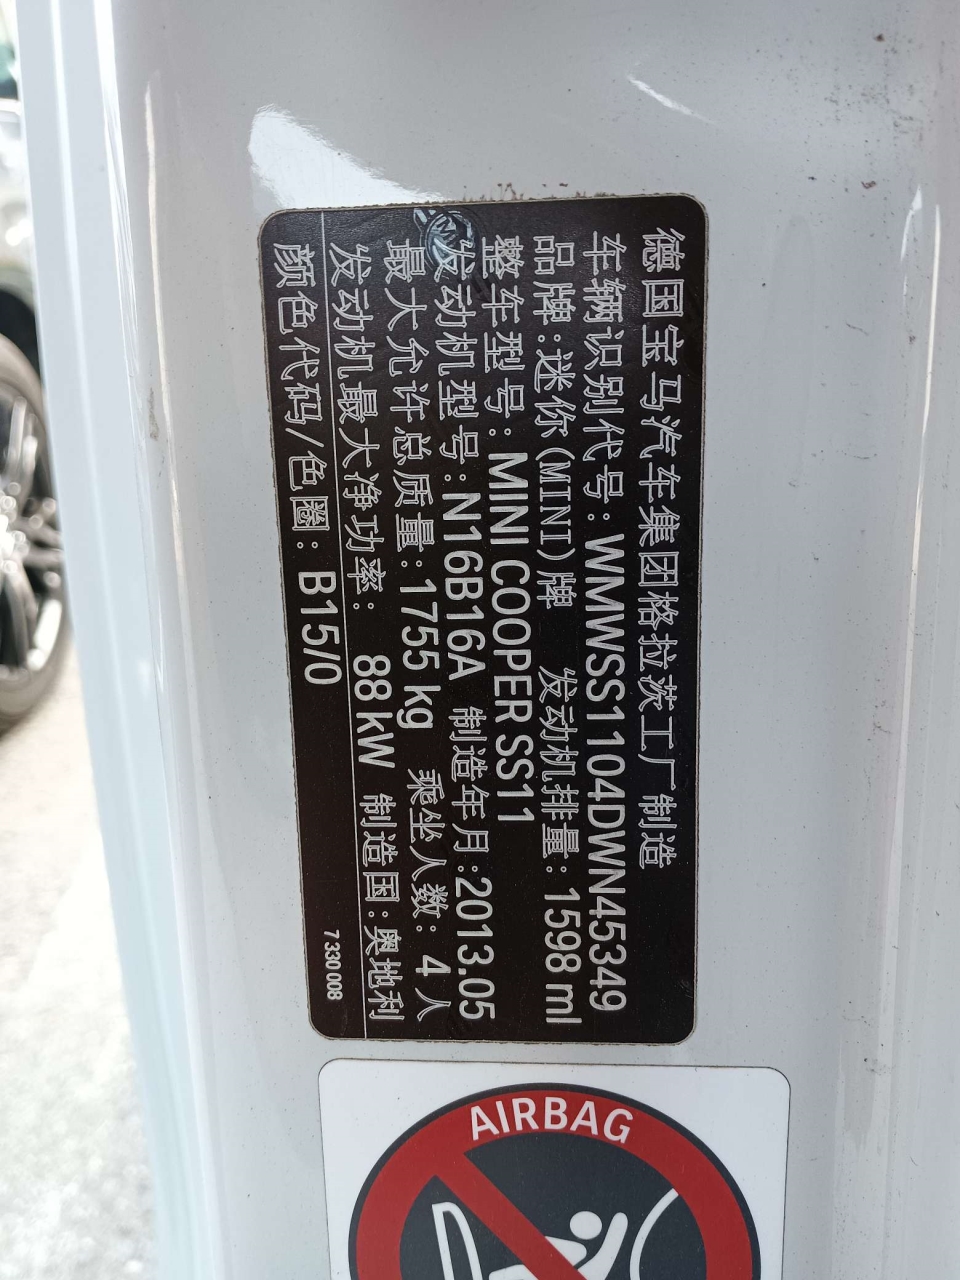 德国宝马汽车集团格拉茨工厂制造
车辆识别代号：WMWSS1104DWN45349
品牌：迷你(MINI)牌 发动机排量：1598 ml
整车型号：MINI COOPER SS11
发动机型号：N16B16A 制造年月：2013.05
最大允许总质量：1755 kg 乘坐人数：4 人
发动机最大净功率：88 kW 制造国：奥地利
颜色代码/色圈：B15/0
7 330 008
AIRBAG